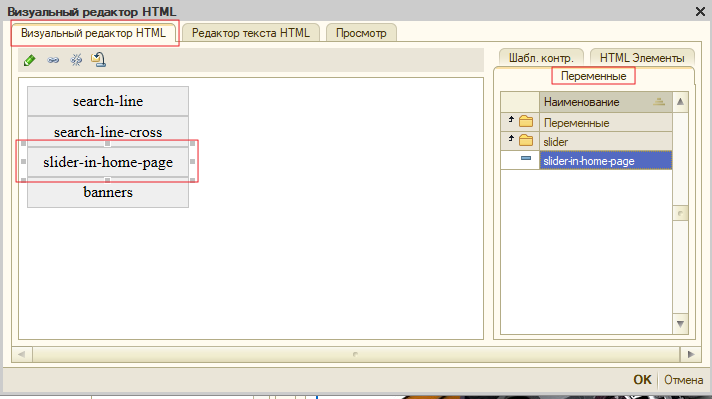 Визуальный редактор HTML
Визуальный редактор HTML Редактор текста HTML Просмотр
Шабл. контр. HTML Элементы
Переменные
search-line
search-line-cross
slider-in-home-page
banners
Наименование
Переменные
slider
slider-in-home-page
OK Отмена